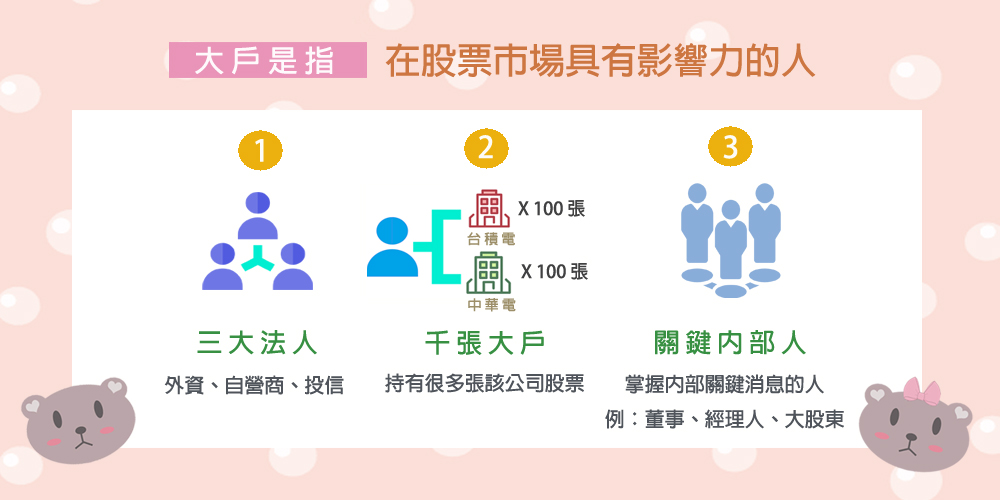 大戶是指 在股票市場具有影響力的人
1
2
3
X 100 張
台積電
X 100 張
中華電
三大法人
千張大戶
關鍵內部人
外資、自營商、投信
持有很多張該公司股票
掌握內部關鍵消息的人
例：董事、經理人、大股東